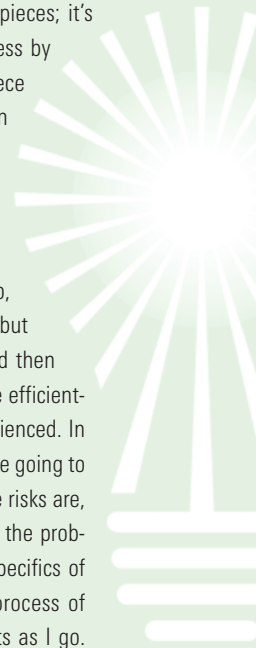 pieces; it's
ess by
ece
n
o,
but
d then
e efficient-
ienced. In
e going to
e risks are,
the prob-
pecifics of
process of
ts as I go.